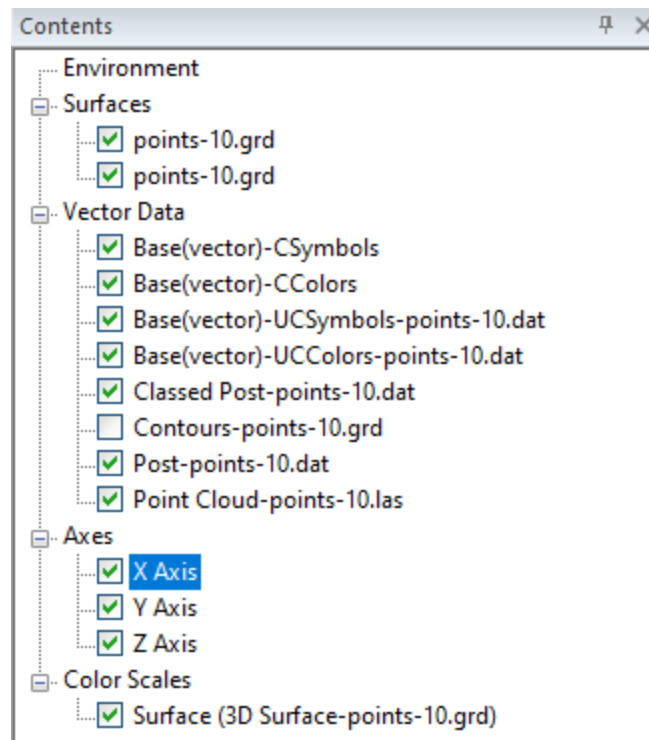 Contents
Environment
Surfaces
points-10.grd
points-10.grd
Vector Data
Base(vector)-CSymbols
Base(vector)-CColors
Base(vector)-UCSymbols-points-10.dat
Base(vector)-UCColors-points-10.dat
Classed Post-points-10.dat
Contours-points-10.grd
Post-points-10.dat
Point Cloud-points-10.las
Axes
X Axis
Y Axis
Z Axis
Color Scales
Surface (3D Surface-points-10.grd)